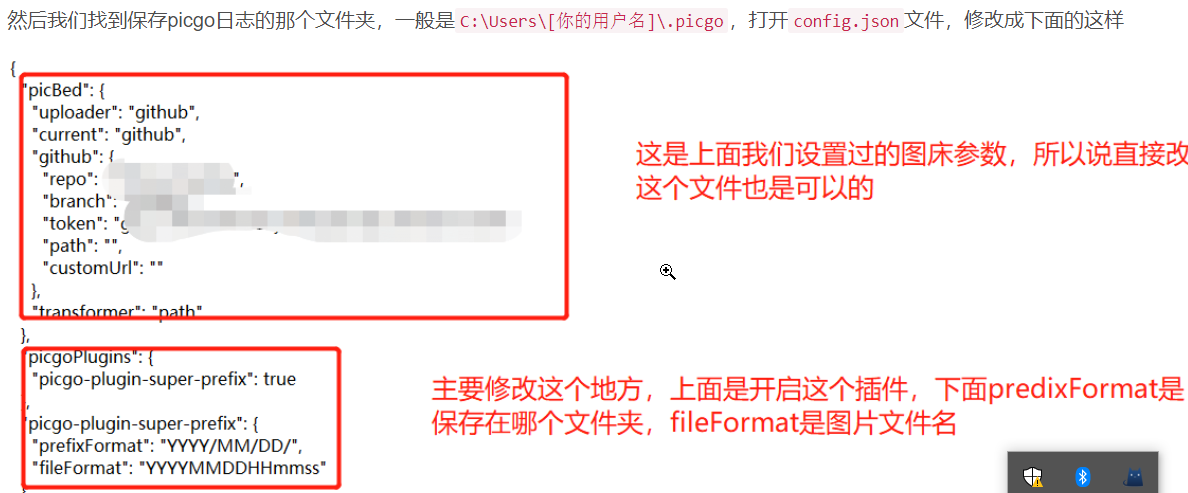 然后我们找到保存picgo日志的那个文件夹，一般是 C:\Users\[你的用户名]\.picgo ，打开 config.json 文件，修改成下面的这样
{
"picBed": {
"uploader": "github",
"current": "github",
"github": {
"repo": ",
"branch":
"token": "g
"path": "",
"customUrl": ""
},
"transformer": "path"
},
这是上面我们设置过的图床参数，所以说直接改
这个文件也是可以的
"picgoPlugins": {
"picgo-plugin-super-prefix": true
,
"picgo-plugin-super-prefix": {
"prefixFormat": "YYYY/MM/DD/",
"fileFormat": "YYYYMMDDHHmmss"
主要修改这个地方，上面是开启这个插件，下面predixFormat是
保存在哪个文件夹，fileFormat是图片文件名